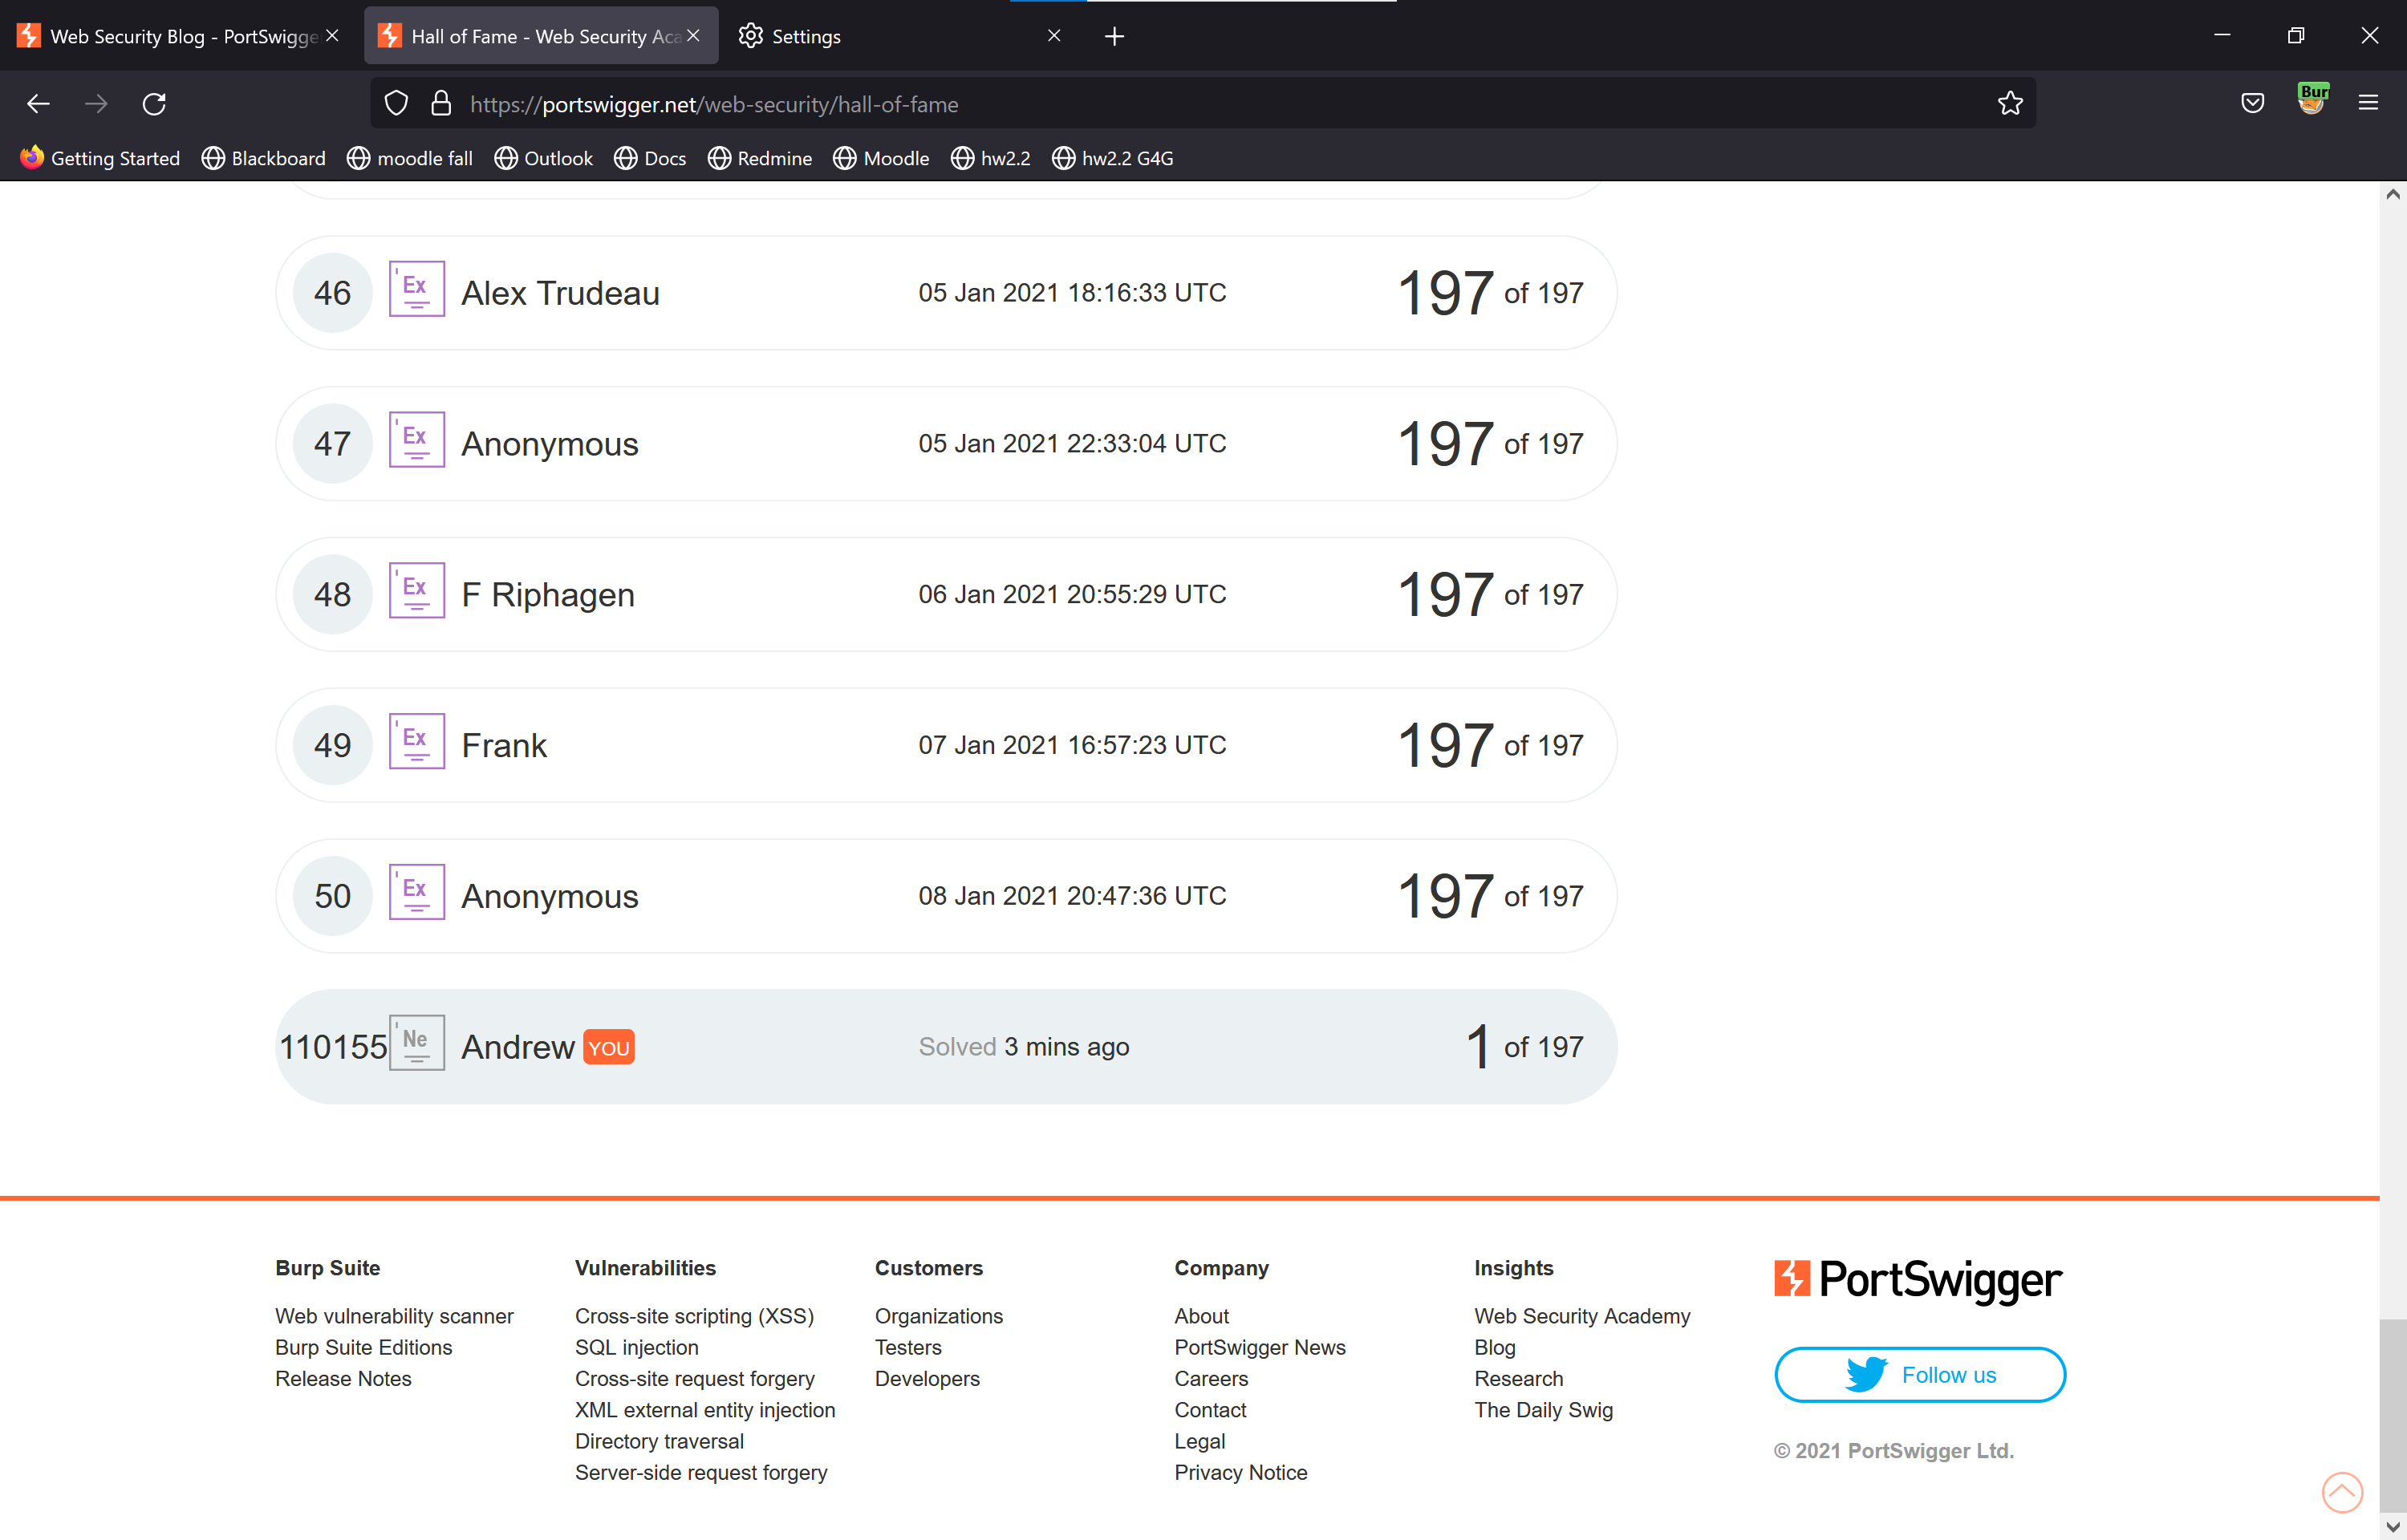 Web Security Blog - PortSwigge
Hall of Fame - Web Security Aca
Settings
https://portswigger.net/web-security/hall-of-fame
Bur
Getting Started
Blackboard
moodle fall
Outlook
Docs
Redmine
Moodle
hw2.2
hw2.2 G4G
46 Ex Alex Trudeau 05 Jan 2021 18:16:33 UTC 197 of 197
47 Ex Anonymous 05 Jan 2021 22:33:04 UTC 197 of 197
48 Ex F Riphagen 06 Jan 2021 20:55:29 UTC 197 of 197
49 Ex Frank 07 Jan 2021 16:57:23 UTC 197 of 197
50 Ex Anonymous 08 Jan 2021 20:47:36 UTC 197 of 197
110155 Ne Andrew YOU Solved 3 mins ago 1 of 197
Burp Suite
Web vulnerability scanner
Burp Suite Editions
Release Notes
Vulnerabilities
Cross-site scripting (XSS)
SQL injection
Cross-site request forgery
XML external entity injection
Directory traversal
Server-side request forgery
Customers
Organizations
Testers
Developers
Company
About
PortSwigger News
Careers
Contact
Legal
Privacy Notice
Insights
Web Security Academy
Blog
Research
The Daily Swig
PortSwigger
Follow us
© 2021 PortSwigger Ltd.